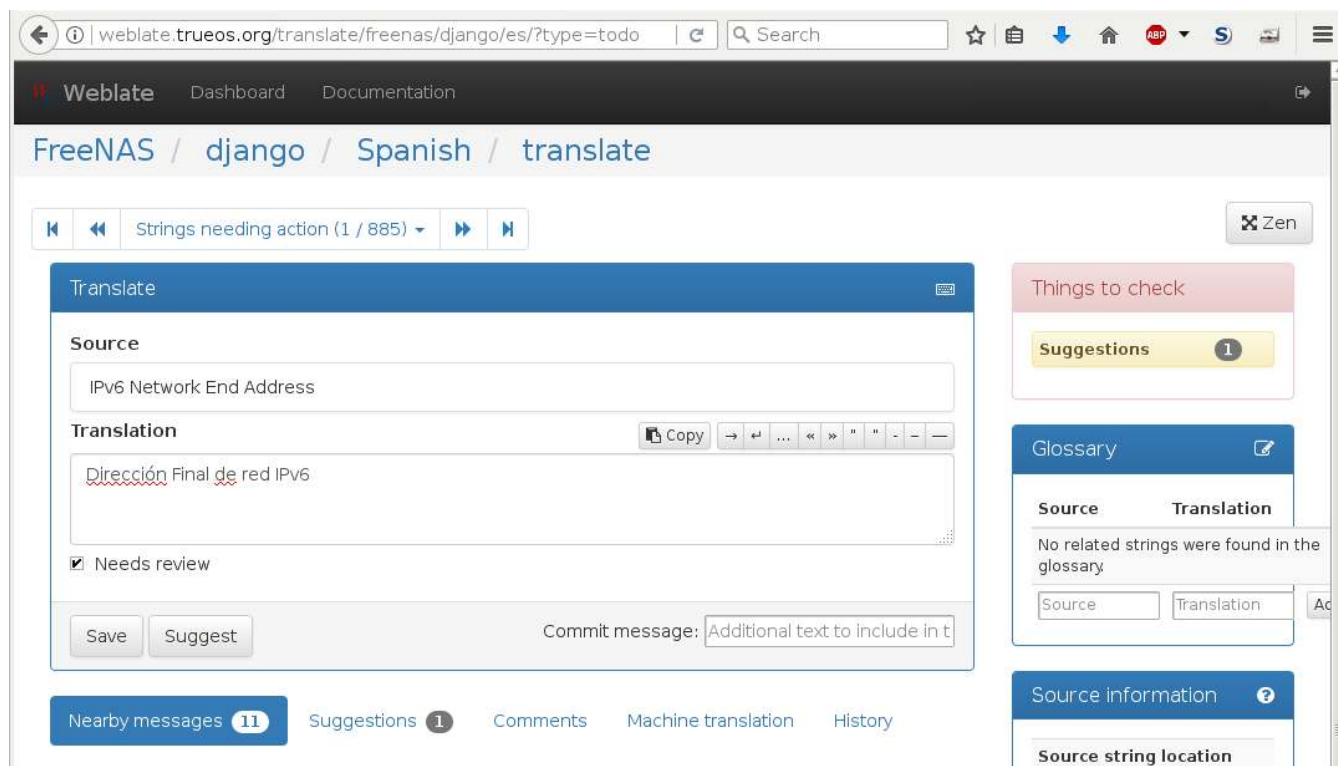 weblate.trueos.org/translate/freenas/django/es/?type=todo Search ABP S)
Weblate Dashboard Documentation
FreeNAS / django / Spanish / translate
Strings needing action (1 / 885) Zen
Translate
Things to check
Source
Suggestions 1
IPv6 Network End Address
Translation
Copy → ↵ … « » " " - – —
Glossary
Dirección Final de red IPv6
Source Translation
No related strings were found in the
glossary.
Needs review
Source Translation Ad
Save Suggest Commit message: Additional text to include in t
Source information ?
Nearby messages 11 Suggestions 1 Comments Machine translation History
Source string location